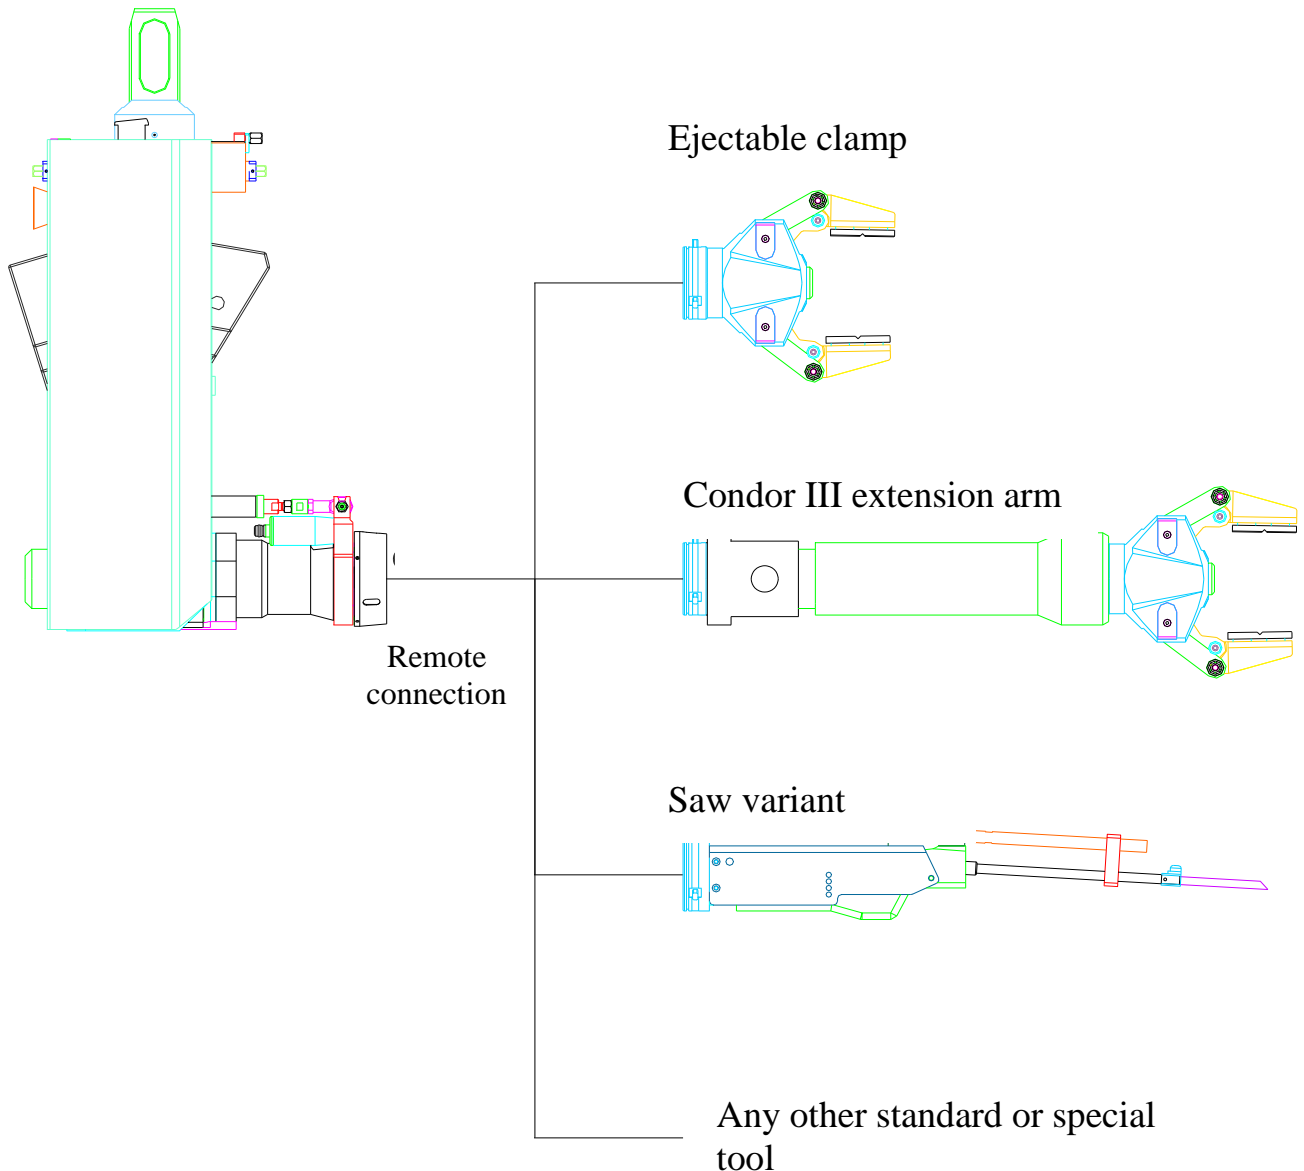 Ejectable clamp
Condor III extension arm
Remote
connection
Saw variant
Any other standard or special
tool